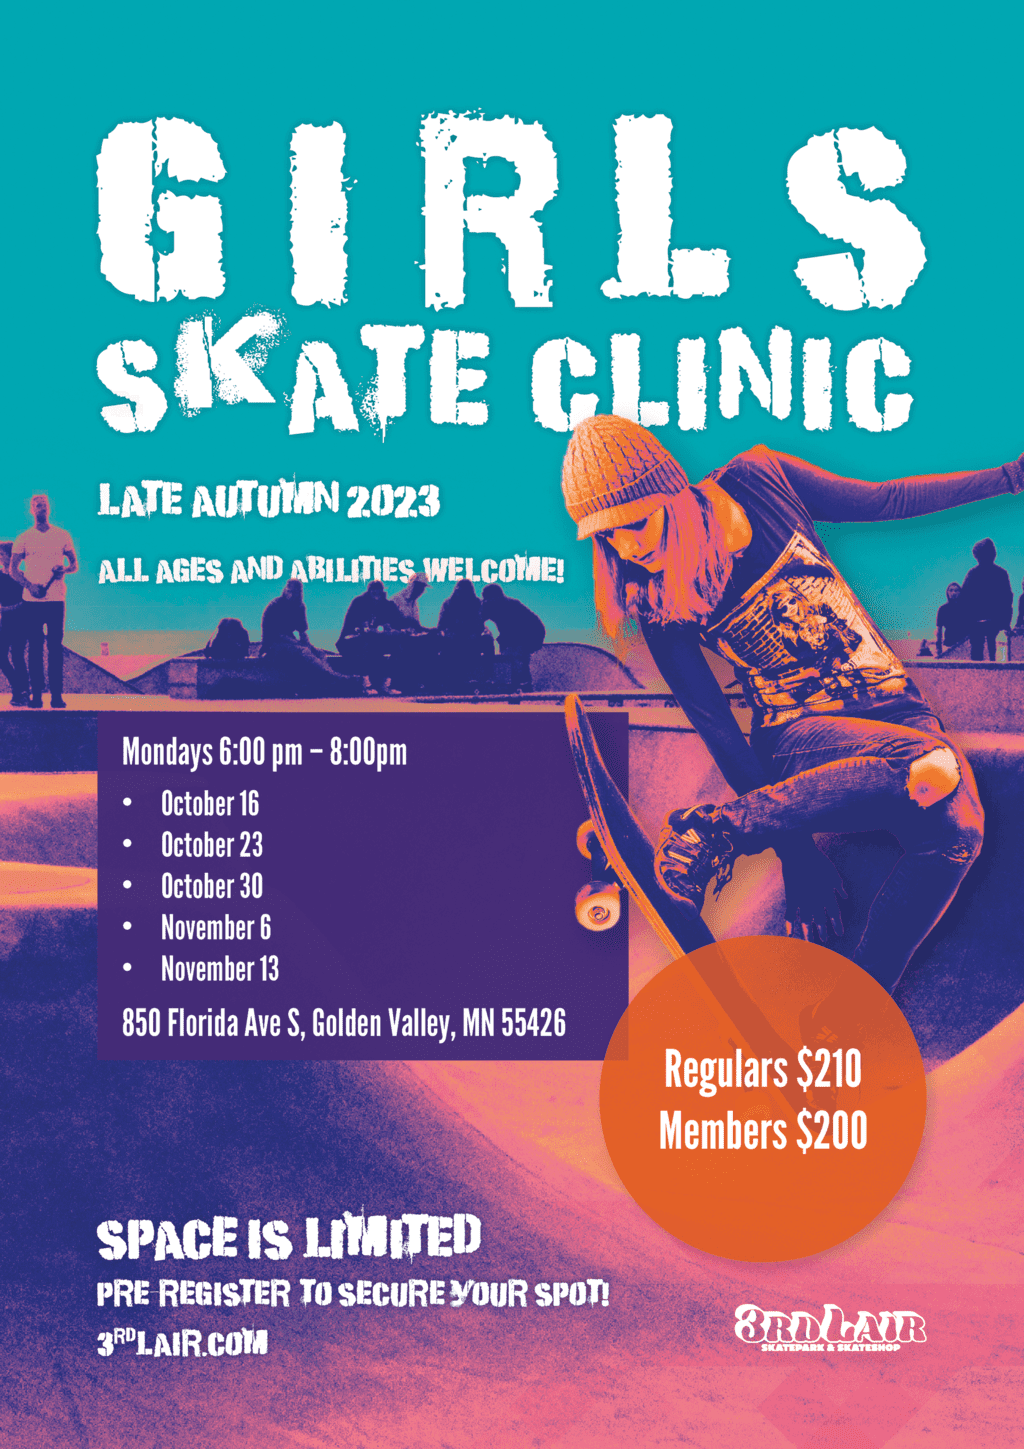 GIRLS
SKATE CLINIC
LATE AUTUMN 2023
ALL AGES AND ABILITIES WELCOME!
Mondays 6:00 pm – 8:00pm
• October 16
• October 23
• October 30
• November 6
• November 13
850 Florida Ave S, Golden Valley, MN 55426
Regulars $210
Members $200
SPACE IS LIMITED
PRE REGISTER TO SECURE YOUR SPOT!
3RDLAIR.COM
3RD LAIR
SKATEPARK & SKATESHOP